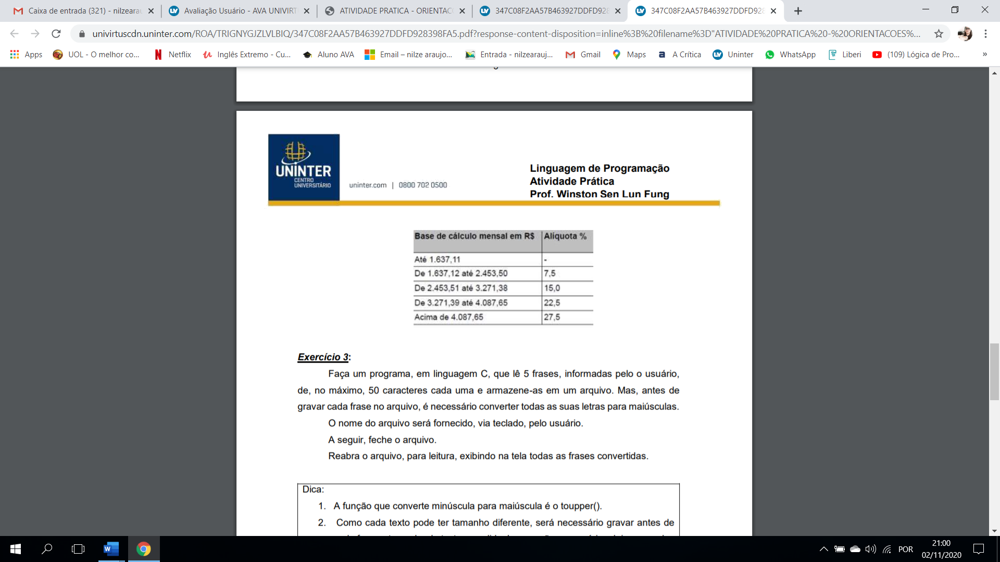 Caixa de entrada (321) - nilzearau
Avaliação Usuário - AVA UNIVIRT
ATIVIDADE PRATICA - ORIENTACO
347C08F2AA57B463927DDFD928
347C08F2AA57B463927DDFD928
univirtuscdn.uninter.com/ROA/TRIGNYGJZLVLBIQ/347C08F2AA57B463927DDFD928398FA5.pdf?response-content-disposition=inline%3B%20filename%3D"ATIVIDADE%20PRATICA%20-%20ORIENTACOES%...
Apps UOL - O melhor co... Netflix Inglês Extremo - Cu... Aluno AVA Email – nilze araujo... Entrada - nilzearauj... Gmail Maps A Crítica Uninter WhatsApp Liberi (109) Lógica de Pro... »
UNINTER
CENTRO
UNIVERSITÁRIO
uninter.com | 0800 702 0500
Linguagem de Programação
Atividade Prática
Prof. Winston Sen Lun Fung
Base de cálculo mensal em R$ Alíquota %
Até 1.637,11 -
De 1.637,12 até 2.453,50 7,5
De 2.453,51 até 3.271,38 15,0
De 3.271,39 até 4.087,65 22,5
Acima de 4.087,65 27,5
Exercício 3:
Faça um programa, em linguagem C, que lê 5 frases, informadas pelo o usuário,
de, no máximo, 50 caracteres cada uma e armazene-as em um arquivo. Mas, antes de
gravar cada frase no arquivo, é necessário converter todas as suas letras para maiúsculas.
O nome do arquivo será fornecido, via teclado, pelo usuário.
A seguir, feche o arquivo.
Reabra o arquivo, para leitura, exibindo na tela todas as frases convertidas.
Dica:
1. A função que converte minúscula para maiúscula é o toupper().
2. Como cada texto pode ter tamanho diferente, será necessário gravar antes de
POR
21:00
02/11/2020